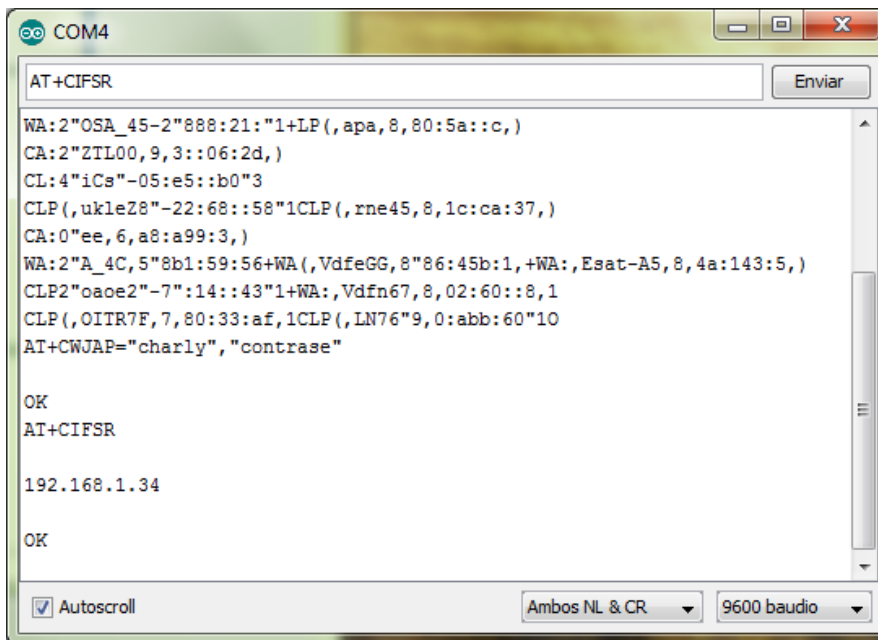 COM4
AT+CIFSR
Enviar
WA:2"OSA_45-2"888:21:"1+LP(,apa,8,80:5a::c,)
CA:2"ZTL00,9,3::06:2d,)
CL:4"iCs"-05:e5::b0"3
CLP(,ukleZ8"-22:68::58"1CLP(,rne45,8,1c:ca:37,)
CA:0"ee,6,a8:a99:3,)
WA:2"A_4C,5"8b1:59:56+WA(,VdfeGG,8"86:45b:1,+WA:,Esat-A5,8,4a:143:5,)
CLP2"oaoe2"-7":14::43"1+WA:,Vdfn67,8,02:60::8,1
CLP(,OITR7F,7,80:33:af,1CLP(,LN76"9,0:abb:60"1O
AT+CWJAP="charly","contrase"
OK
AT+CIFSR
192.168.1.34
OK
Autoscroll
Ambos NL & CR
9600 baudio